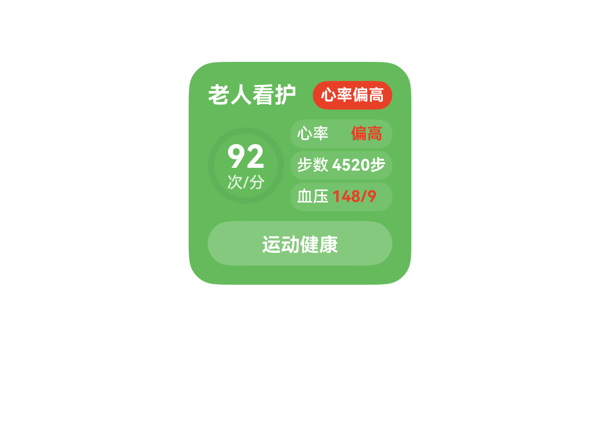 老人看护 心率偏高
92
次/分
心率 偏高
步数 4520步
血压 148/9
运动健康